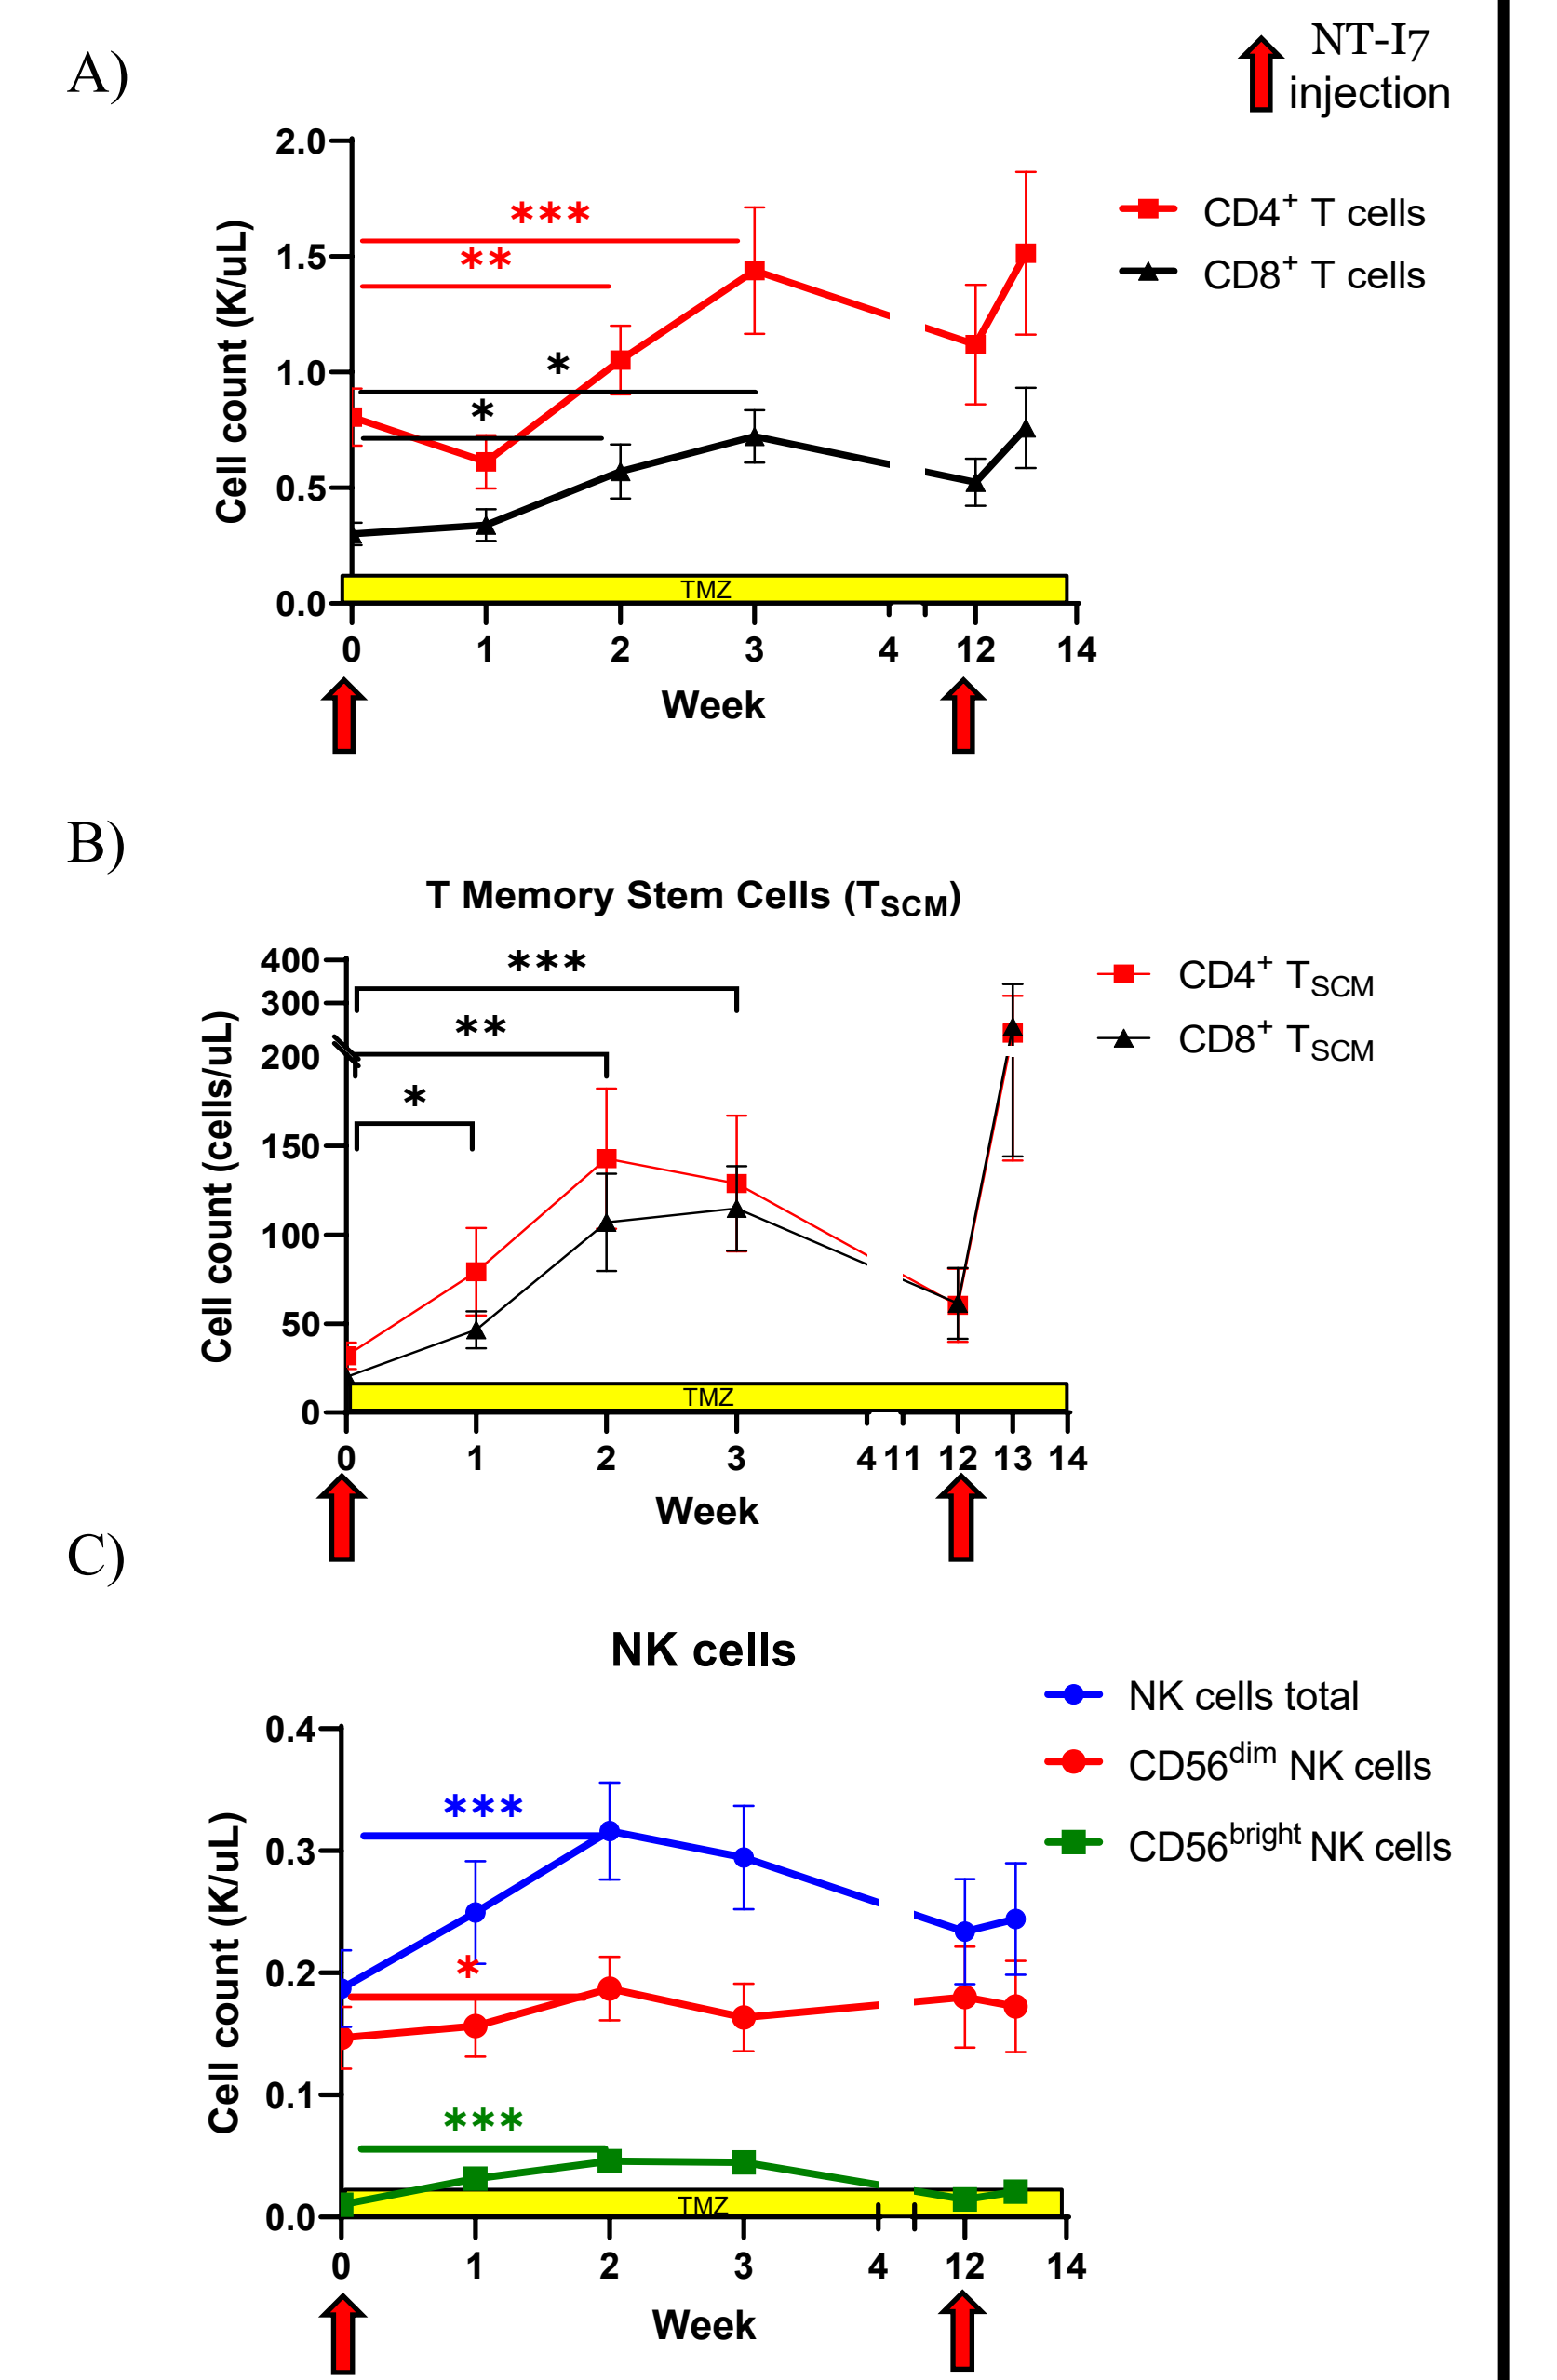 A)
NT-I7
injection
2.0
1.5
1.0
0.5
0.0
Cell count (K/uL)
***
**
*
*
CD4+ T cells
CD8+ T cells
TMZ
0 1 2 3 4 12 14
Week
B)
T Memory Stem Cells (TSCM)
400
300
200
150
100
50
0
Cell count (cells/uL)
***
**
*
CD4+ TSCM
CD8+ TSCM
TMZ
0 1 2 3 4 11 12 13 14
Week
C)
NK cells
0.4
0.3
0.2
0.1
0.0
Cell count (K/uL)
***
*
***
NK cells total
CD56dim NK cells
CD56bright NK cells
TMZ
0 1 2 3 4 12 14
Week